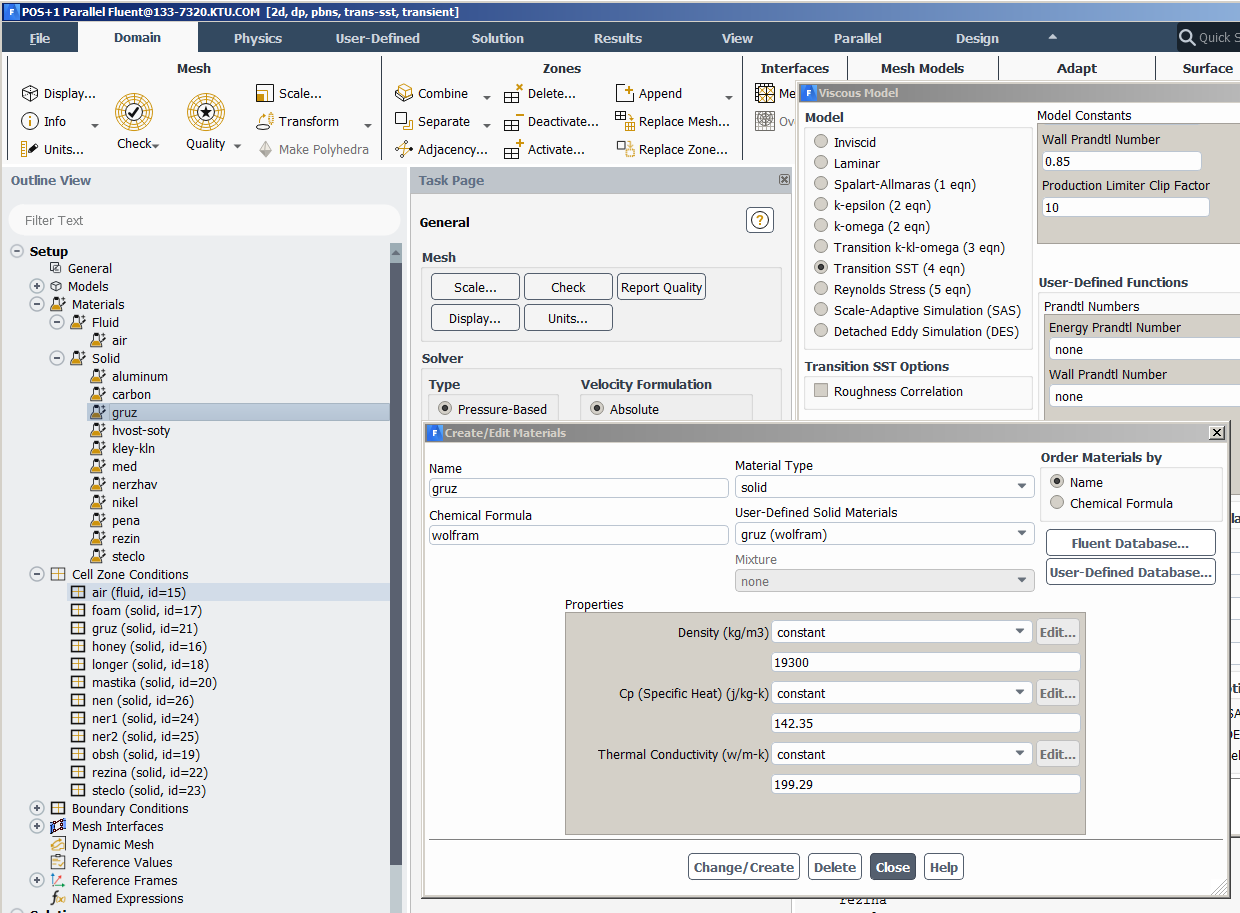 POS+1 Parallel Fluent@133-7320.KTU.COM [2d, dp, pbns, trans-sst, transient]
File Domain Physics User-Defined Solution Results View Parallel Design Quick S
Mesh Zones Interfaces Mesh Models Adapt Surface
Display... Scale... Combine Delete... Append Me
Info Transform Separate Deactivate... Replace Mesh... Ov
Units... Check Quality Make Polyhedra Adjacency... Activate... Replace Zone...
Outline View
Filter Text
Setup
General
Models
Materials
Fluid
air
Solid
aluminum
carbon
gruz
hvost-soty
kley-kln
med
nerzhav
nikel
pena
rezin
steclo
Cell Zone Conditions
air (fluid, id=15)
foam (solid, id=17)
gruz (solid, id=21)
honey (solid, id=16)
longer (solid, id=18)
mastika (solid, id=20)
nen (solid, id=26)
ner1 (solid, id=24)
ner2 (solid, id=25)
obsh (solid, id=19)
rezina (solid, id=22)
steclo (solid, id=23)
Boundary Conditions
Mesh Interfaces
Dynamic Mesh
Reference Values
Reference Frames
Named Expressions
Task Page
General
Mesh
Scale... Check Report Quality
Display... Units...
Solver
Type Velocity Formulation
Pressure-Based Absolute
Viscous Model
Model
Inviscid
Laminar
Spalart-Allmaras (1 eqn)
k-epsilon (2 eqn)
k-omega (2 eqn)
Transition k-kl-omega (3 eqn)
Transition SST (4 eqn)
Reynolds Stress (5 eqn)
Scale-Adaptive Simulation (SAS)
Detached Eddy Simulation (DES)
Transition SST Options
Roughness Correlation
Model Constants
Wall Prandtl Number
0.85
Production Limiter Clip Factor
10
User-Defined Functions
Prandtl Numbers
Energy Prandtl Number
none
Wall Prandtl Number
none
Create/Edit Materials
Name
gruz
Chemical Formula
wolfram
Material Type
solid
User-Defined Solid Materials
gruz (wolfram)
Mixture
none
Order Materials by
Name
Chemical Formula
Fluent Database...
User-Defined Database...
Properties
Density (kg/m3) constant Edit...
19300
Cp (Specific Heat) (j/kg-k) constant Edit...
142.35
Thermal Conductivity (w/m-k) constant Edit...
199.29
Change/Create Delete Close Help
rezina